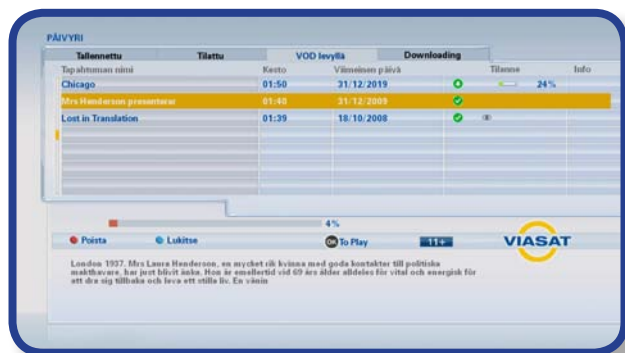 PÄIVYRI
Tallennettu Tilattu VOD levyllä Downloading
Tapahtuman nimi Kesto Viimeinen päivä Tilanne Info
Chicago 01:50 31/12/2019 24%
Mrs Henderson presenterar 01:40 31/12/2009
Lost in Translation 01:39 18/10/2008
4%
Poista Lukitse OK To Play 11+ VIASAT
London 1937. Mrs Laura Henderson, en mycket rik kvinna med goda kontakter till politiska
makthavare, har just blivit änka. Hon är emellertid vid 69 års ålder alldeles för vital och energisk för
att dra sig tillbaka och leva ett stilla liv. En vänin